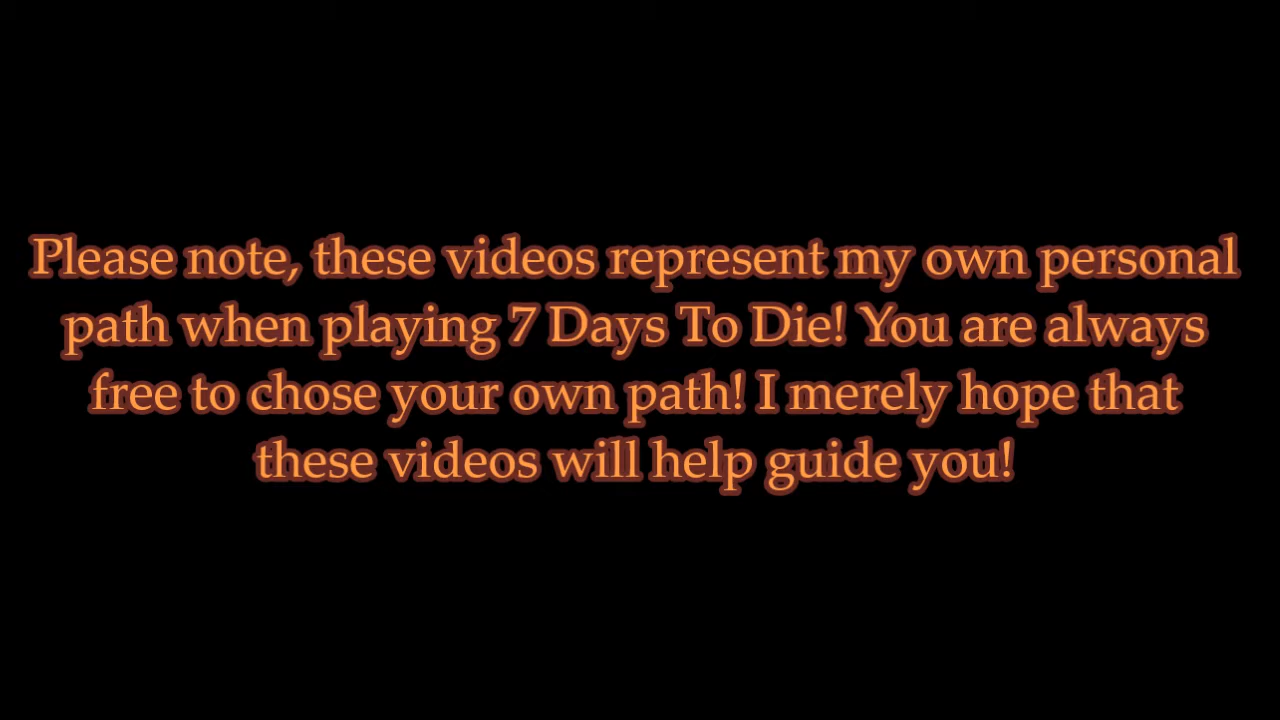 Please note, these videos represent my own personal
path when playing 7 Days To Die! You are always
free to chose your own path! I merely hope that
these videos will help guide you!